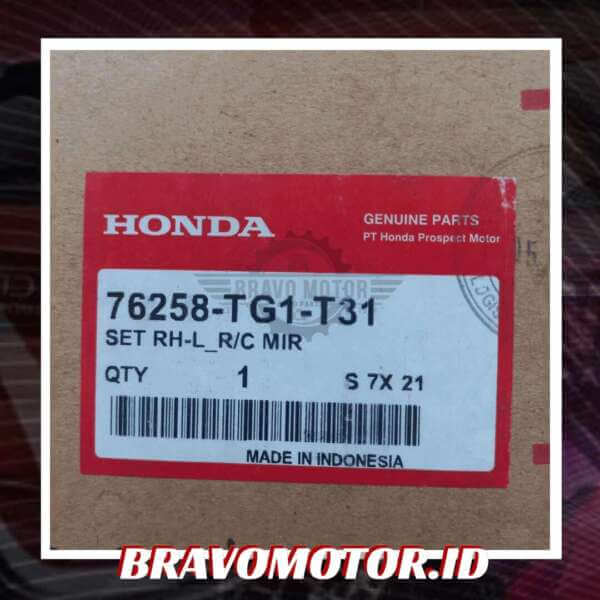 HONDA
GENUINE PARTS
PT Honda Prospect Motor
BRAVO MOTOR
76258-TG1-T31
SET RH-L_R/C MIR
QTY 1 S 7X 21
MADE IN INDONESIA
BRAVOMOTOR.ID